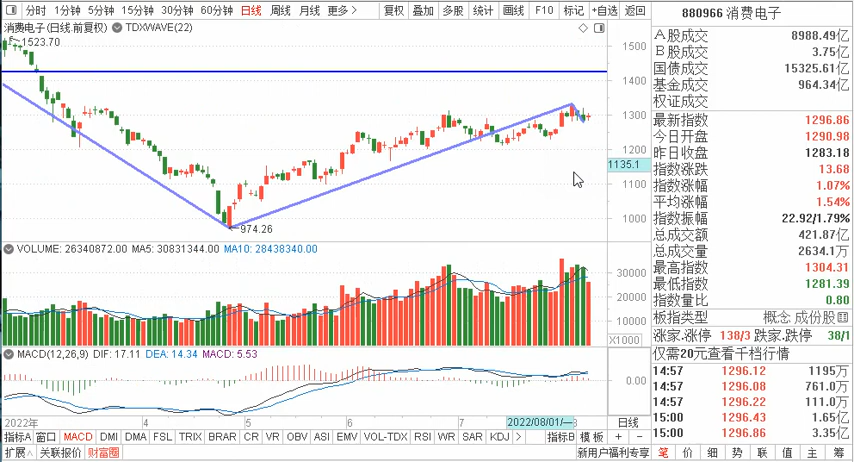 分时 1分钟 5分钟 15分钟 30分钟 60分钟 日线 周线 月线 更多 > 复权 叠加 多股 统计 画线 F10 标记 +自选 返回
消费电子(日线.前复权) TDXWAVE(22)
1523.70
1500
1400
1300
1200
1135.1
1100
1000
974.26
VOLUME: 26340872.00 MA5: 30831344.00 MA10: 28438340.00
30000
20000
10000
X1000
MACD(12,26,9) DIF: 17.11 DEA: 14.34 MACD: 5.53
0.00
2022年 4 5 6 7 2022/08/01/一 日线
指标A 窗口 MACD DMI DMA FSL TRIX BRAR CR VR OBV ASI EMV VOL-TDX RSI WR SAR KDJ > 指标B 模板 + −
扩展∧ 关联报价 财富圈 新用户福利专享
880966 消费电子
A股成交 8988.49亿
B股成交 3.75亿
国债成交 15325.61亿
基金成交 964.34亿
权证成交
最新指数 1296.86
今日开盘 1290.98
昨日收盘 1283.18
指数涨跌 13.68
指数涨幅 1.07%
平均涨幅 1.54%
指数振幅 22.92/1.79%
总成交额 421.87亿
总成交量 2634.1万
最高指数 1304.31
最低指数 1281.39
指数量比 0.80
板指类型 概念 成份股
涨家.涨停 138/3 跌家.跌停 38/1
仅需20元查看千档行情
14:57 1296.12 1195万
14:57 1296.08 761.0万
14:57 1296.22 111.0万
15:00 1296.43 1.65亿
15:00 1296.86 3.35亿
笔 价 细 势 联 值 主 筹